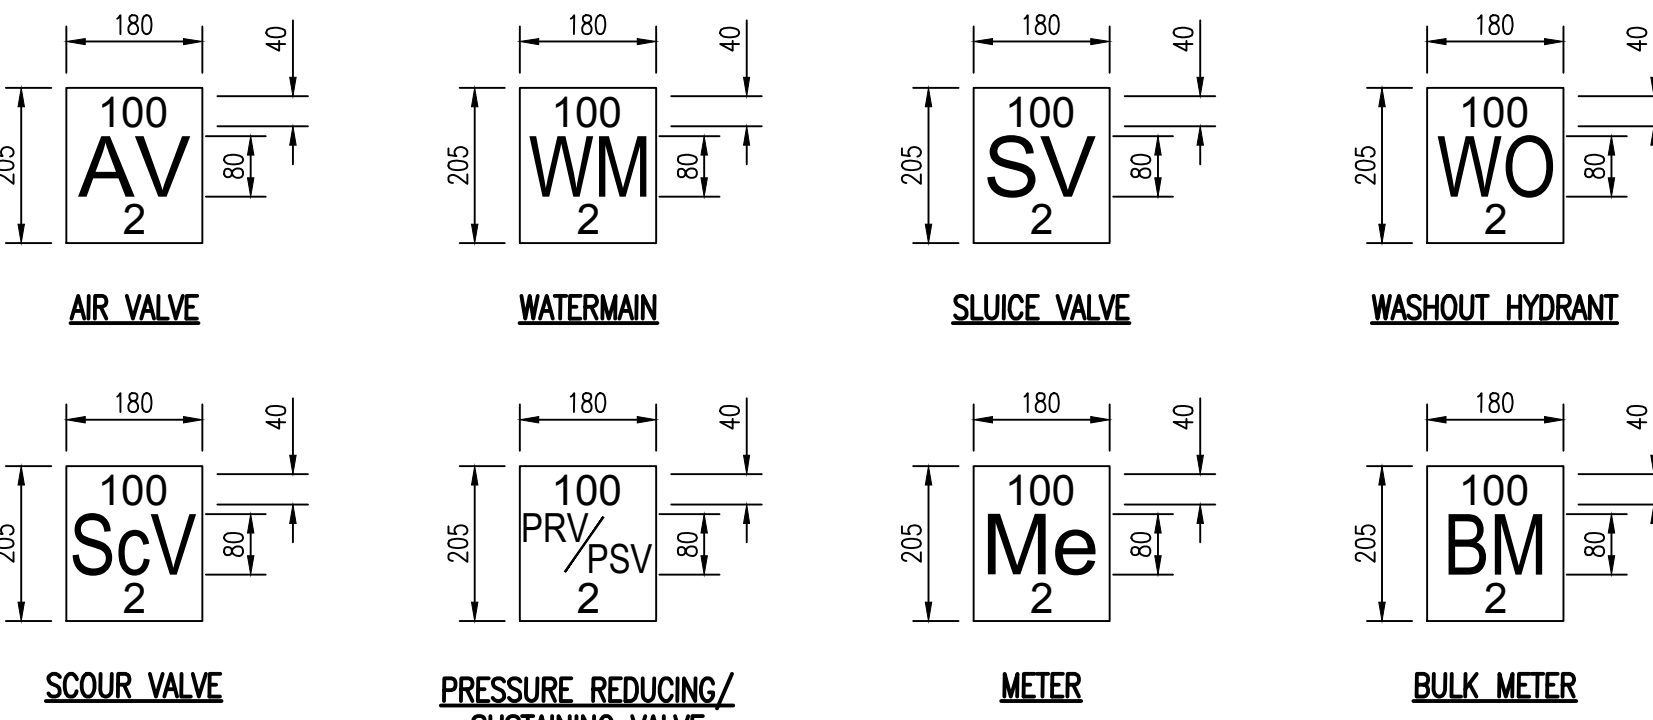 180 40 180 40 180 40 180 40
205 100 80 205 100 80 205 100 80 205 100 80
AV WM SV WO
2 2 2 2
AIR VALVE WATERMAIN SLUICE VALVE WASHOUT HYDRANT
180 40 180 40 180 40 180 40
205 100 80 205 100 80 205 100 80 205 100 80
ScV PRV/PSV Me BM
2 2 2 2
SCOUR VALVE PRESSURE REDUCING/ METER BULK METER
SUSTAINING VALVE